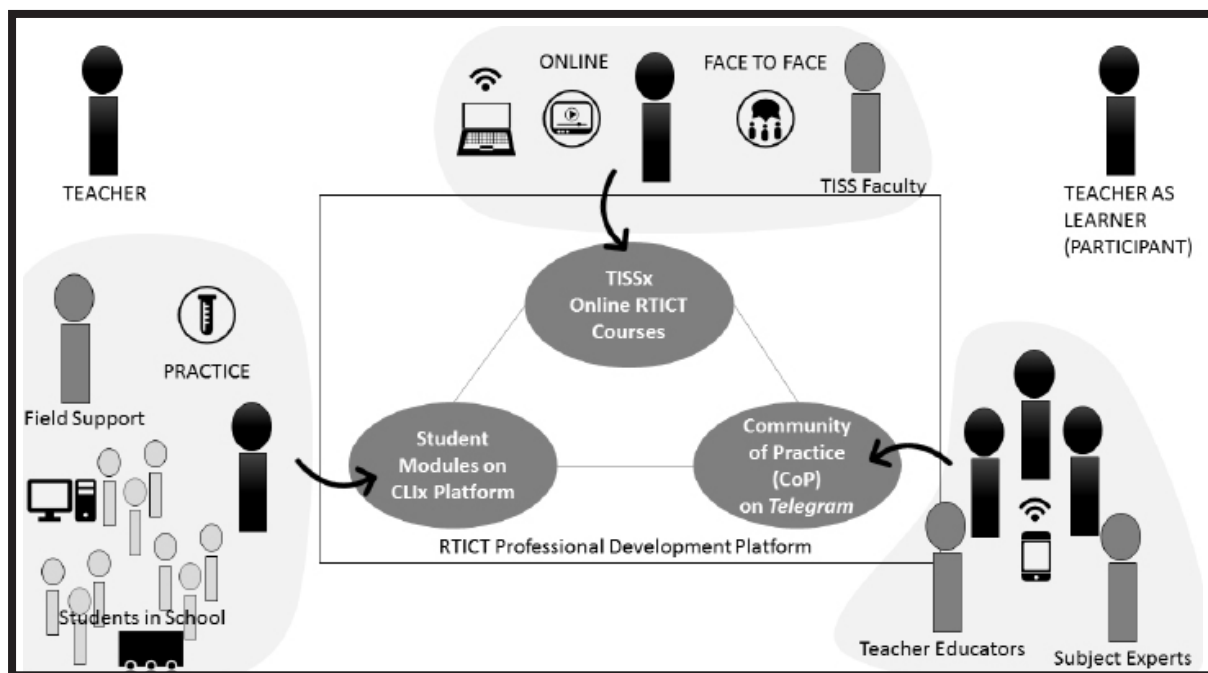 ONLINE
FACE TO FACE
TEACHER
TISS Faculty
TEACHER AS
LEARNER
(PARTICIPANT)
TISSx
Online RTICT
Courses
PRACTICE
Field Support
Student
Modules on
CLIx Platform
Community
of Practice
(CoP)
on Telegram
RTICT Professional Development Platform
Students in School
Teacher Educators
Subject Experts